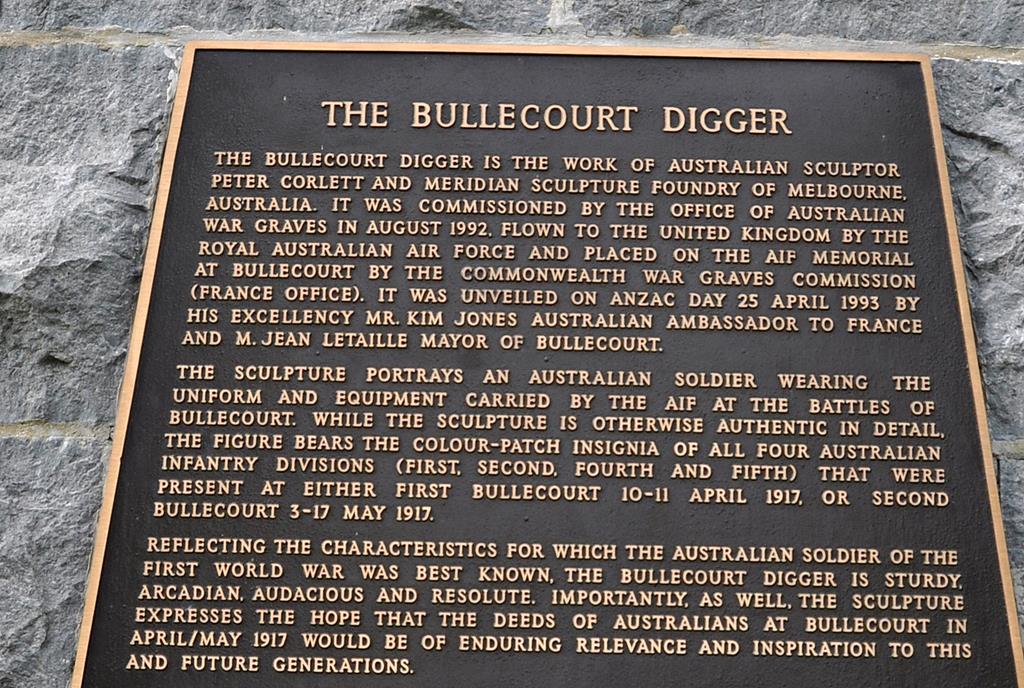 THE BULLECOURT DIGGER
THE BULLECOURT DIGGER IS THE WORK OF AUSTRALIAN SCULPTOR
PETER CORLETT AND MERIDIAN SCULPTURE FOUNDRY OF MELBOURNE,
AUSTRALIA. IT WAS COMMISSIONED BY THE OFFICE OF AUSTRALIAN
WAR GRAVES IN AUGUST 1992, FLOWN TO THE UNITED KINGDOM BY THE
ROYAL AUSTRALIAN AIR FORCE AND PLACED ON THE AIF MEMORIAL
AT BULLECOURT BY THE COMMONWEALTH WAR GRAVES COMMISSION
(FRANCE OFFICE). IT WAS UNVEILED ON ANZAC DAY 25 APRIL 1993 BY
HIS EXCELLENCY MR. KIM JONES AUSTRALIAN AMBASSADOR TO FRANCE
AND M. JEAN LETAILLE MAYOR OF BULLECOURT.
THE SCULPTURE PORTRAYS AN AUSTRALIAN SOLDIER WEARING THE
UNIFORM AND EQUIPMENT CARRIED BY THE AIF AT THE BATTLES OF
BULLECOURT. WHILE THE SCULPTURE IS OTHERWISE AUTHENTIC IN DETAIL,
THE FIGURE BEARS THE COLOUR-PATCH INSIGNIA OF ALL FOUR AUSTRALIAN
INFANTRY DIVISIONS (FIRST, SECOND, FOURTH AND FIFTH) THAT WERE
PRESENT AT EITHER FIRST BULLECOURT 10-11 APRIL 1917, OR SECOND
BULLECOURT 3-17 MAY 1917.
REFLECTING THE CHARACTERISTICS FOR WHICH THE AUSTRALIAN SOLDIER OF THE
FIRST WORLD WAR WAS BEST KNOWN, THE BULLECOURT DIGGER IS STURDY,
ARCADIAN, AUDACIOUS AND RESOLUTE. IMPORTANTLY, AS WELL, THE SCULPTURE
EXPRESSES THE HOPE THAT THE DEEDS OF AUSTRALIANS AT BULLECOURT IN
APRIL/MAY 1917 WOULD BE OF ENDURING RELEVANCE AND INSPIRATION TO THIS
AND FUTURE GENERATIONS.